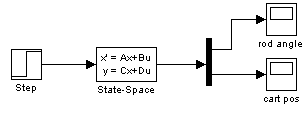 rod angle
x' = Ax+Bu
y = Cx+Du
Step
State-Space
cart pos